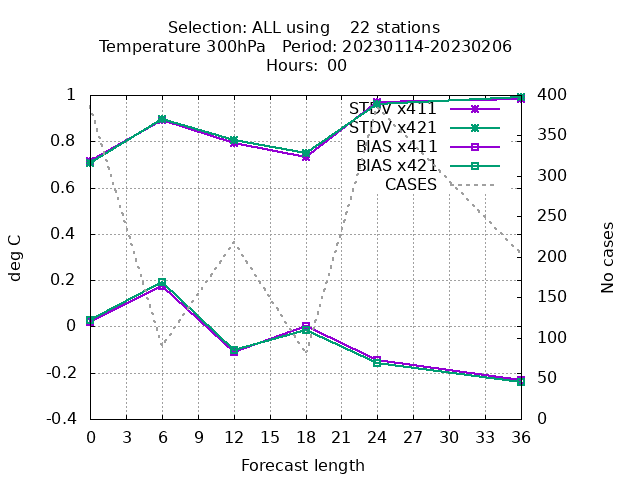 Selection: ALL using    22 stations
Temperature 300hPa   Period: 20230114-20230206
Hours:  00
1
0.8
0.6
0.4
0.2
0
-0.2
-0.4
deg C
400
350
300
250
200
150
100
50
0
No cases
STDV x411
STDV x421
BIAS x411
BIAS x421
CASES
0 3 6 9 12 15 18 21 24 27 30 33 36
Forecast length